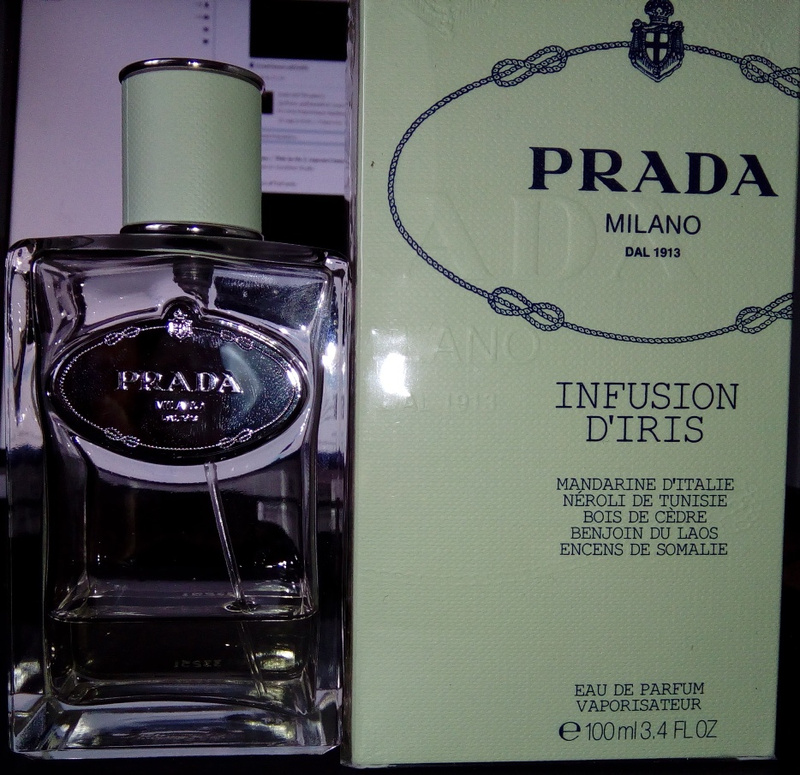 PRADA
MILANO
DAL 1913
INFUSION
D'IRIS
MANDARINE D'ITALIE
NÉROLI DE TUNISIE
BOIS DE CÈDRE
BENJOIN DU LAOS
ENCENS DE SOMALIE
EAU DE PARFUM
VAPORISATEUR
℮ 100 ml 3.4 FL OZ
PRADA
MILANO